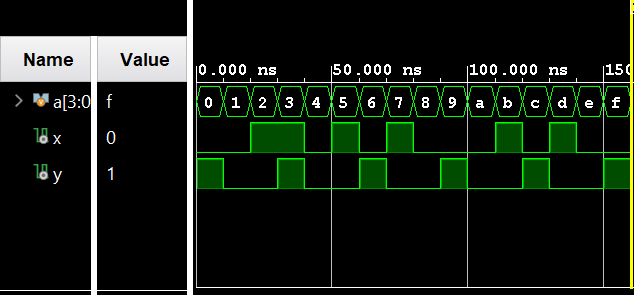 Name Value
0.000 ns 50.000 ns 100.000 ns 150
a[3:0 f 0 1 2 3 4 5 6 7 8 9 a b c d e f
x 0
y 1